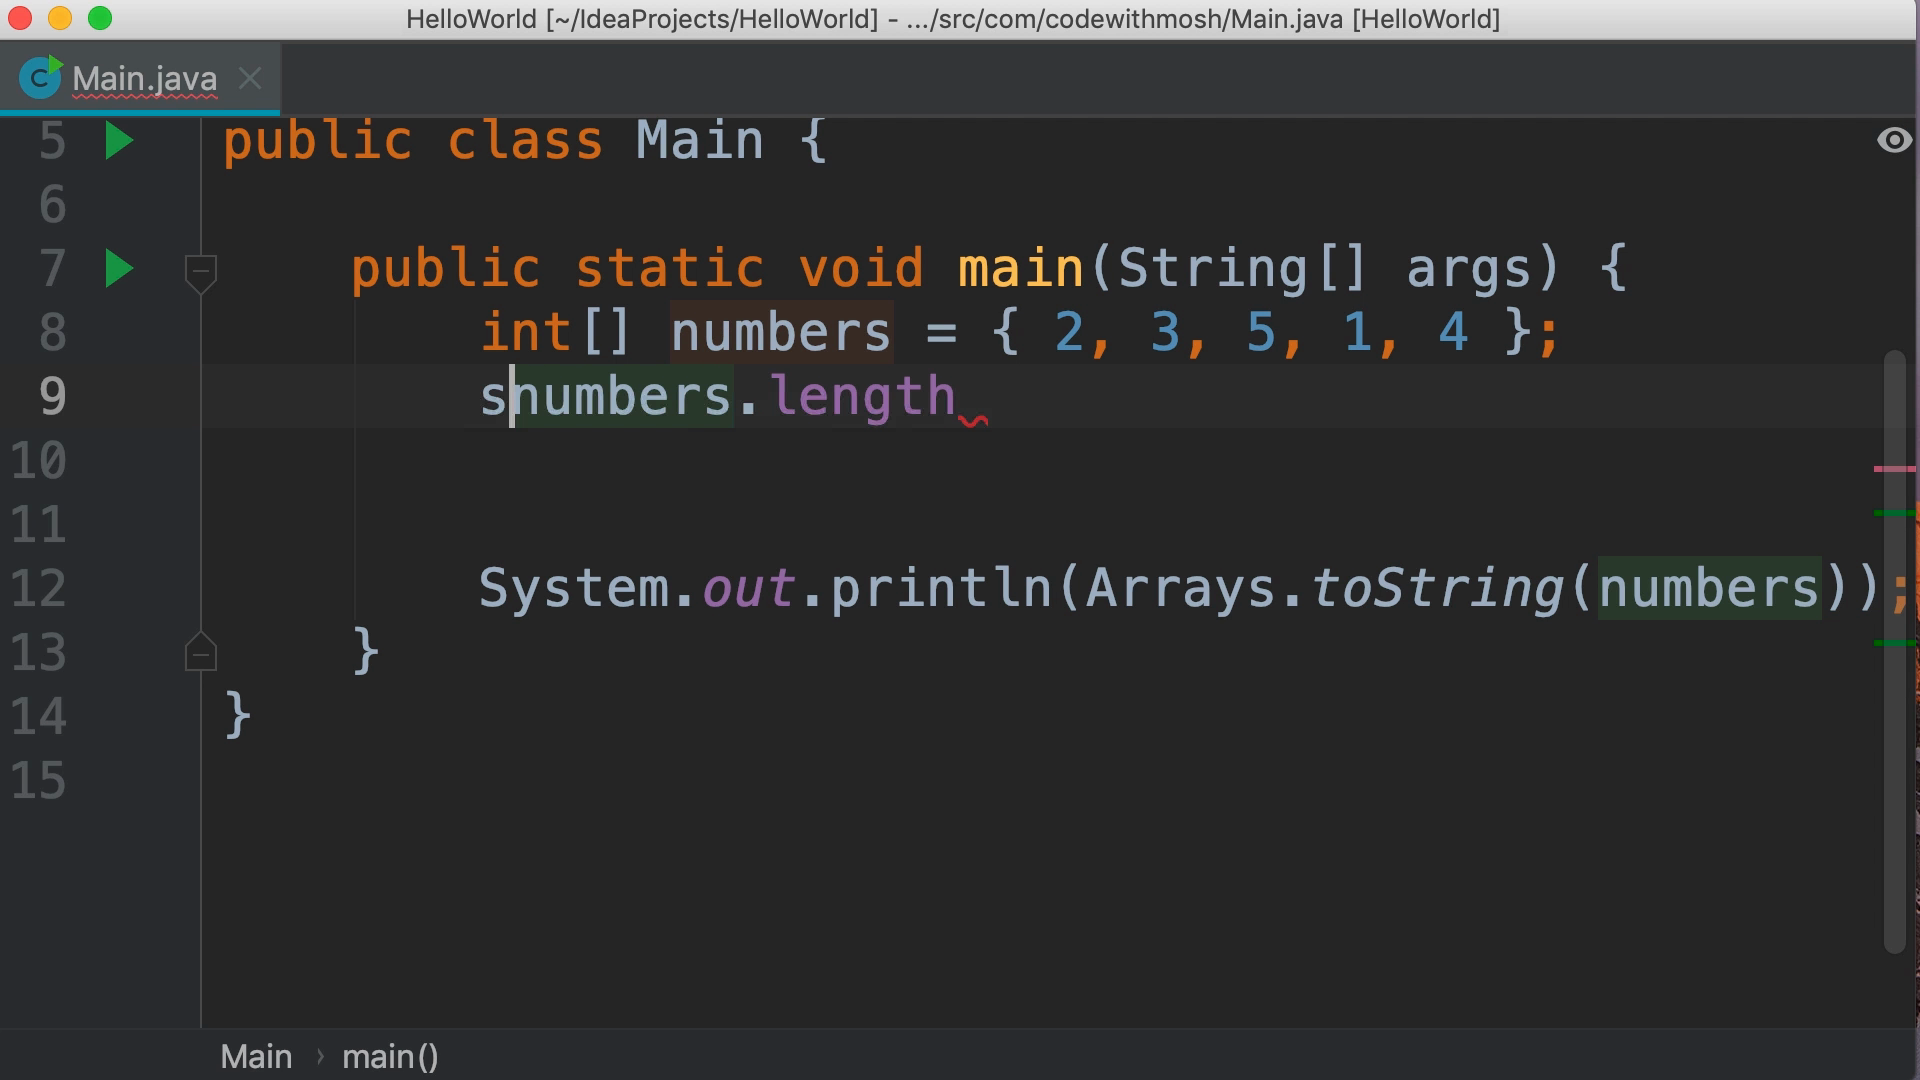 HelloWorld [~/IdeaProjects/HelloWorld] - .../src/com/codewithmosh/Main.java [HelloWorld]
C Main.java
5 public class Main {
6
7 public static void main(String[] args) {
8 int[] numbers = { 2, 3, 5, 1, 4 };
9 snumbers.length
10
11
12 System.out.println(Arrays.toString(numbers));
13 }
14 }
15
Main › main()